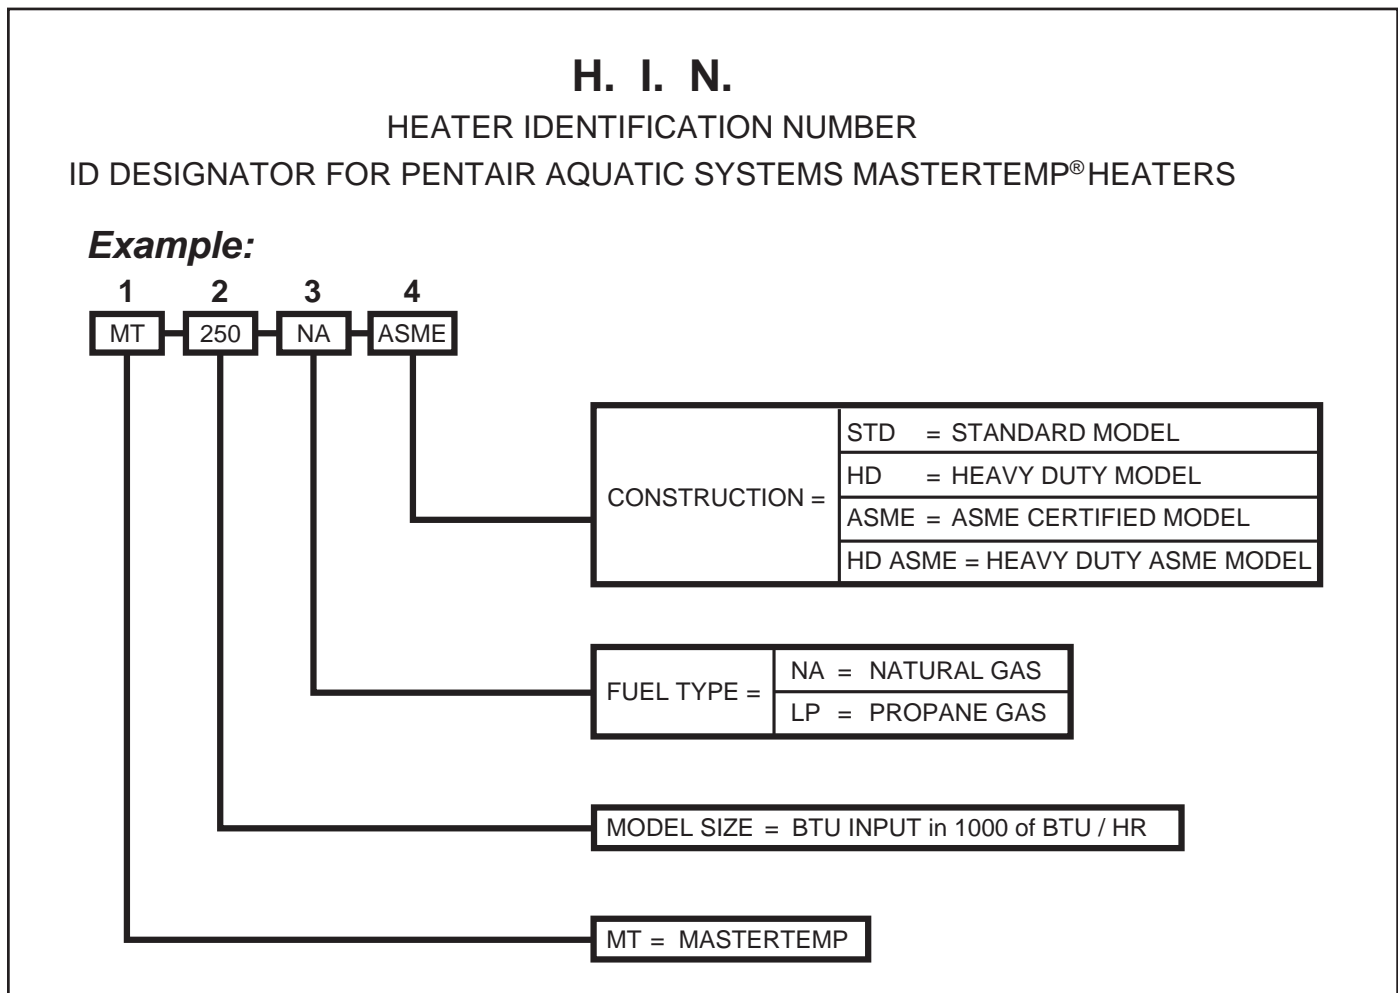 H. I. N.
HEATER IDENTIFICATION NUMBER
ID DESIGNATOR FOR PENTAIR AQUATIC SYSTEMS MASTERTEMP® HEATERS
Example:
1 2 3 4
MT 250 NA ASME
CONSTRUCTION =
STD = STANDARD MODEL
HD = HEAVY DUTY MODEL
ASME = ASME CERTIFIED MODEL
HD ASME = HEAVY DUTY ASME MODEL
FUEL TYPE =
NA = NATURAL GAS
LP = PROPANE GAS
MODEL SIZE = BTU INPUT in 1000 of BTU / HR
MT = MASTERTEMP